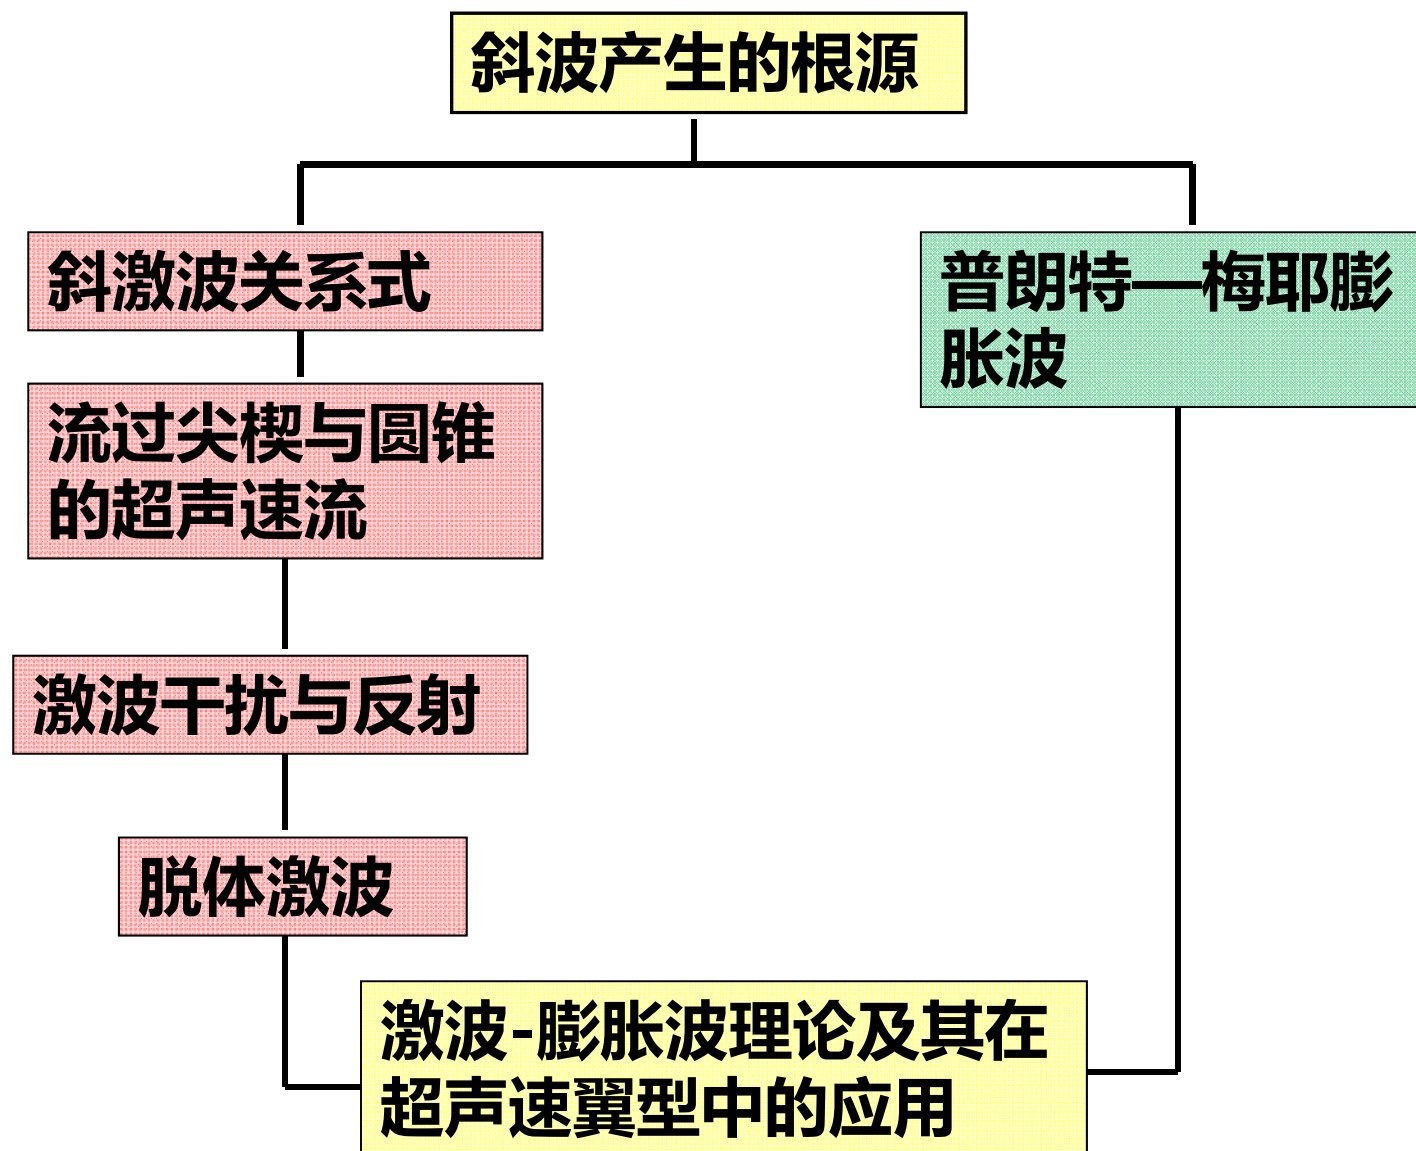 斜波产生的根源
斜激波关系式
普朗特—梅耶膨
胀波
流过尖楔与圆锥
的超声速流
激波干扰与反射
脱体激波
激波-膨胀波理论及其在
超声速翼型中的应用